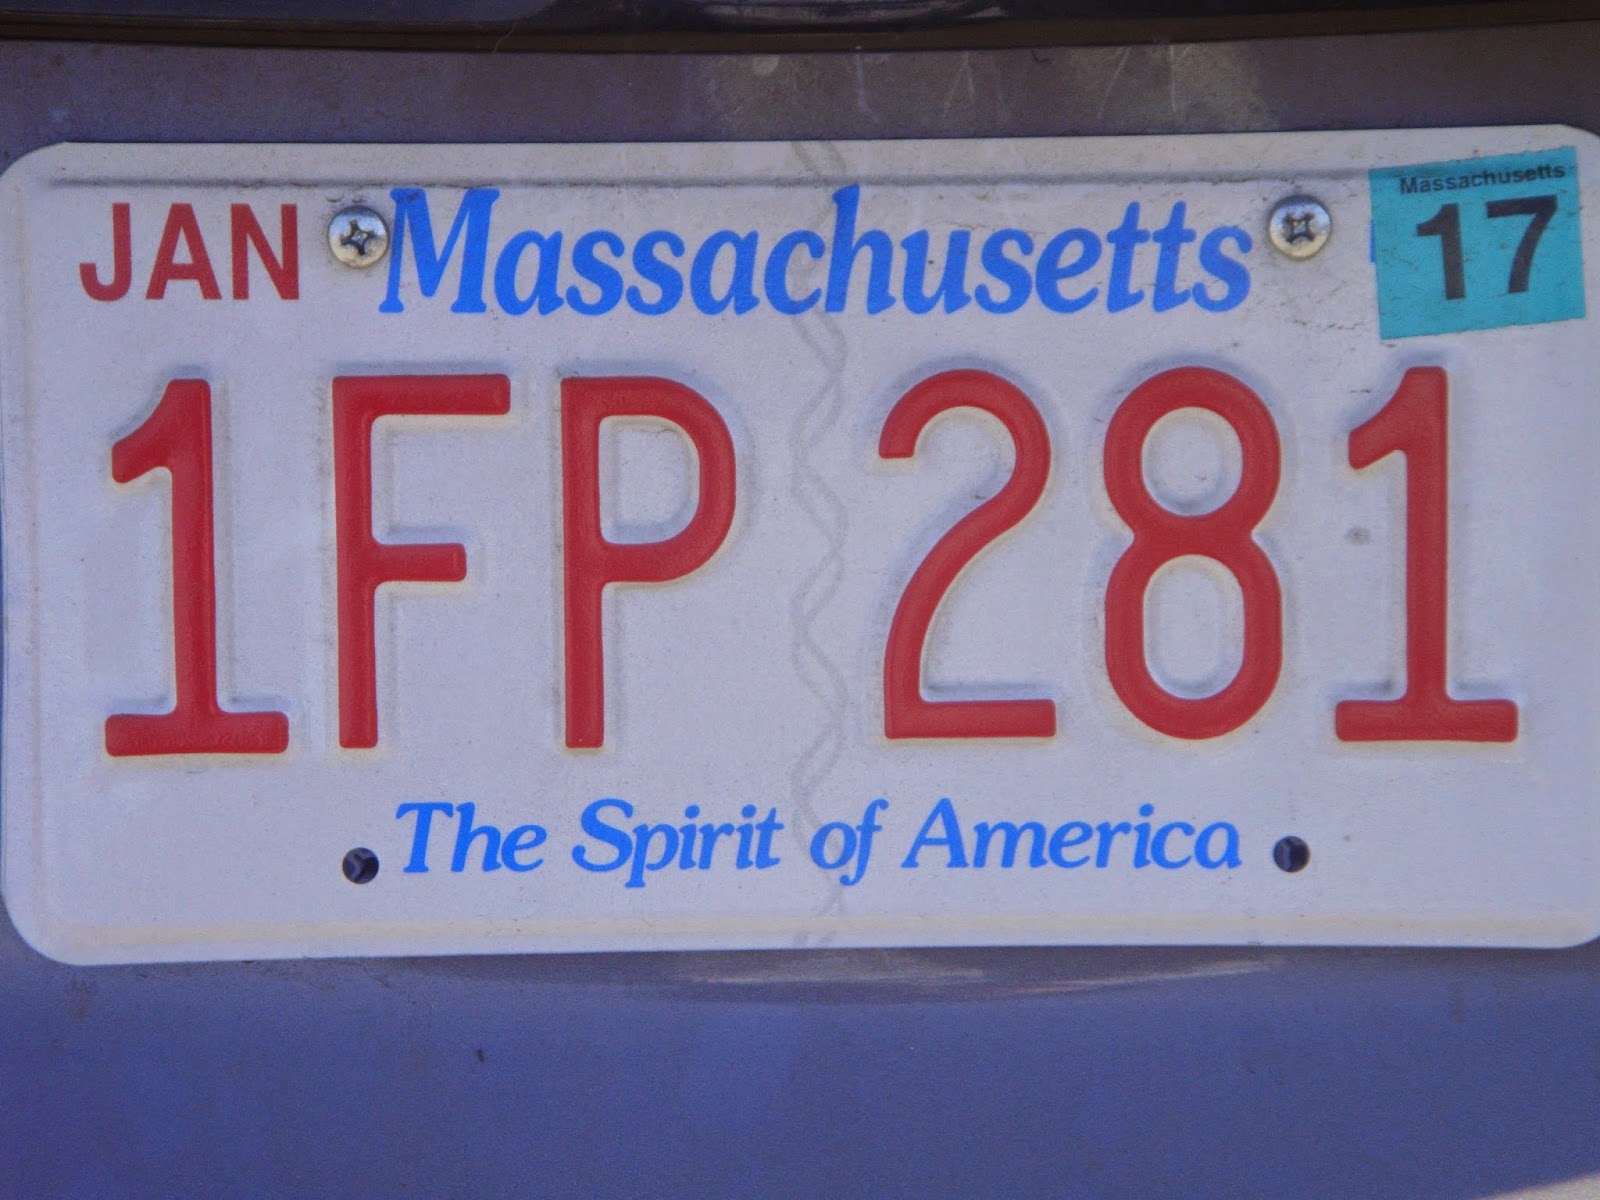 JAN Massachusetts
Massachusetts
17
1FP 281
The Spirit of America